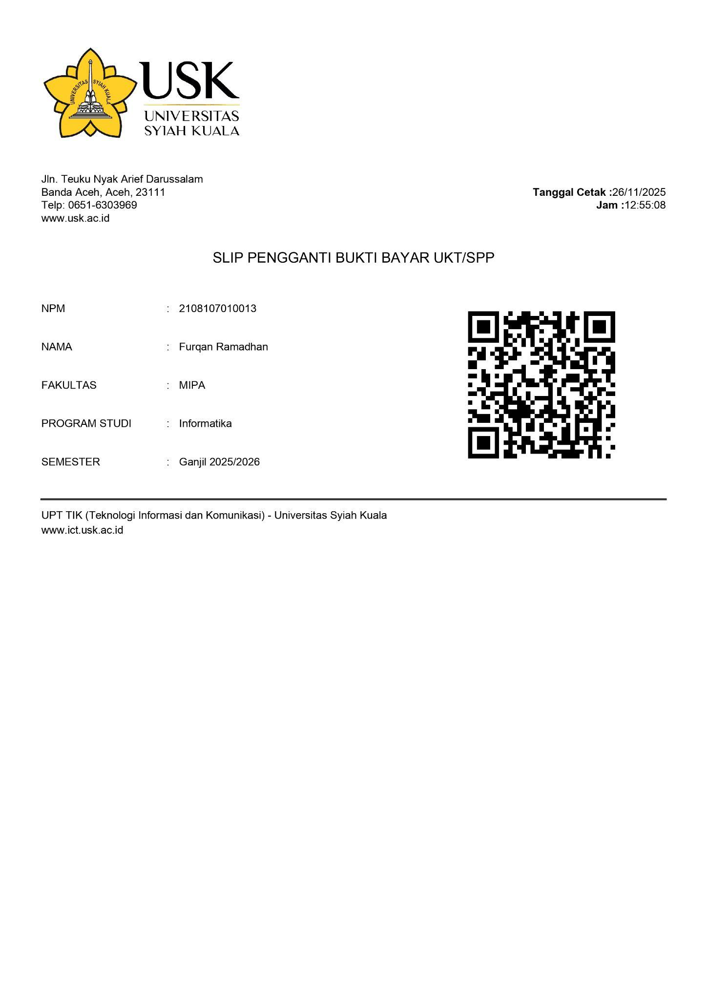 UNIVERSITAS SYIAH KUALA
USK
UNIVERSITAS
SYIAH KUALA
Jln. Teuku Nyak Arief Darussalam
Banda Aceh, Aceh, 23111
Telp: 0651-6303969
www.usk.ac.id
Tanggal Cetak :26/11/2025
Jam :12:55:08
SLIP PENGGANTI BUKTI BAYAR UKT/SPP
NPM : 2108107010013
NAMA : Furqan Ramadhan
FAKULTAS : MIPA
PROGRAM STUDI : Informatika
SEMESTER : Ganjil 2025/2026
UPT TIK (Teknologi Informasi dan Komunikasi) - Universitas Syiah Kuala
www.ict.usk.ac.id